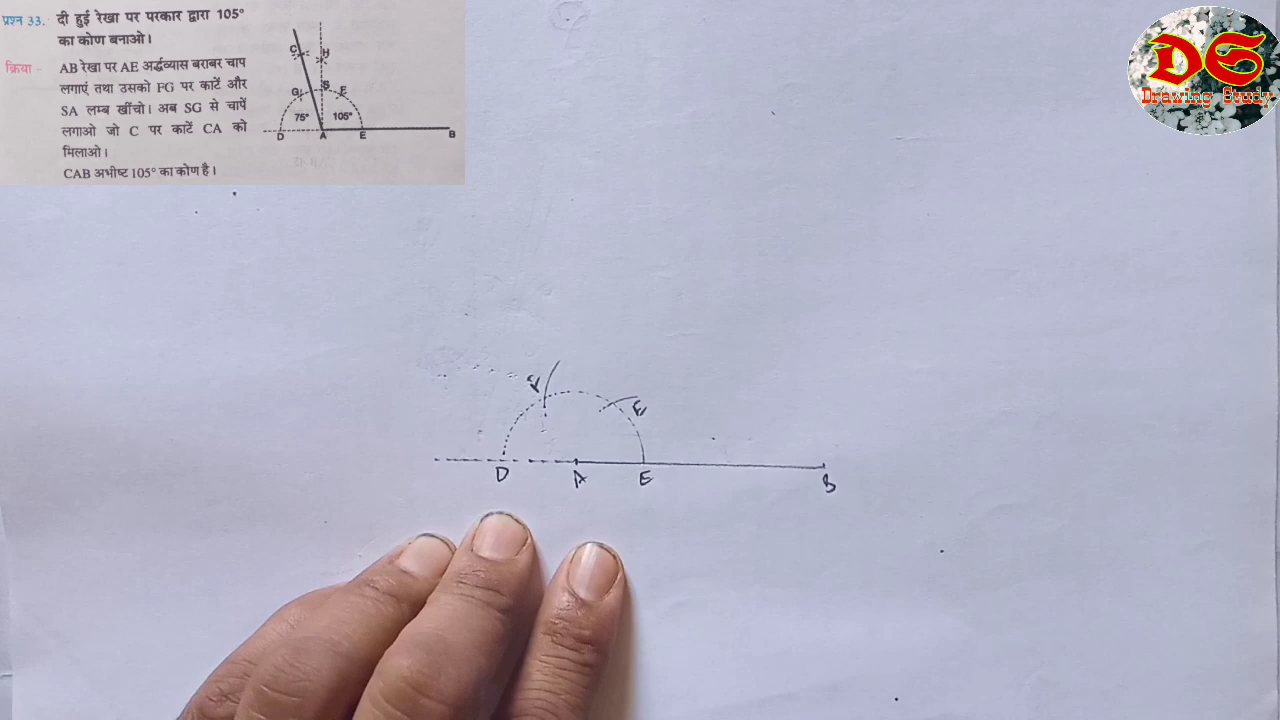 प्रश्न 33. दी हुई रेखा पर परकार द्वारा 105°
का कोण बनाओ।
क्रिया - AB रेखा पर AE अर्द्धव्यास बराबर चाप
लगाएं तथा उसको FG पर काटें और
SA लम्ब खींचो। अब SG से चापें
लगाओ जो C पर काटें CA को
मिलाओ।
CAB अभीष्ट 105° का कोण है।
C H
G S E
75° 105°
D A E B
DS
Drawing Study
D A E B